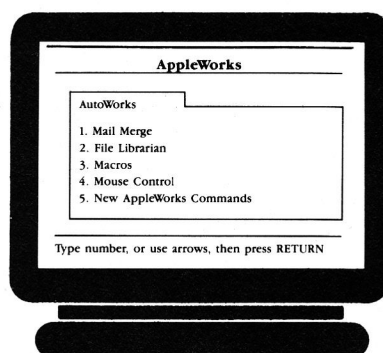 AppleWorks
AutoWorks
1. Mail Merge
2. File Librarian
3. Macros
4. Mouse Control
5. New AppleWorks Commands
Type number, or use arrows, then press RETURN